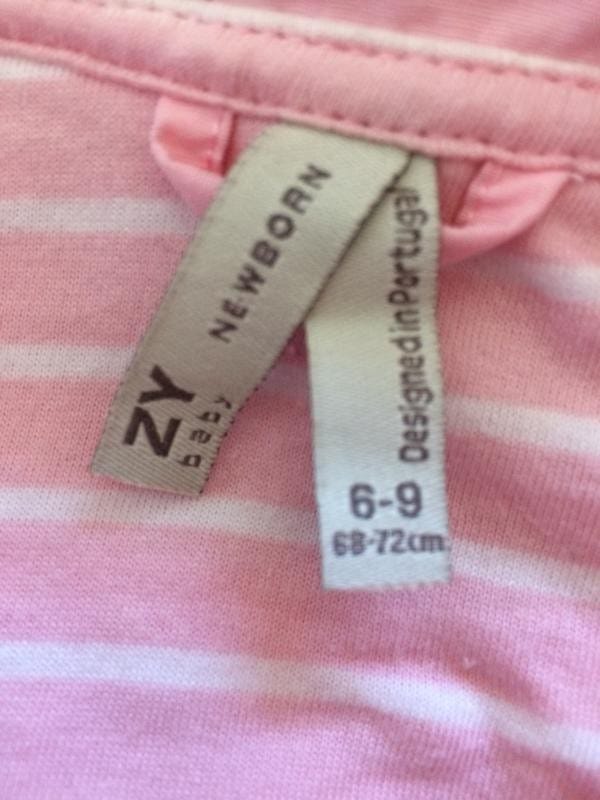 ZY
baby
NEWBORN
DesignedinPortugal
6-9
68-72cm